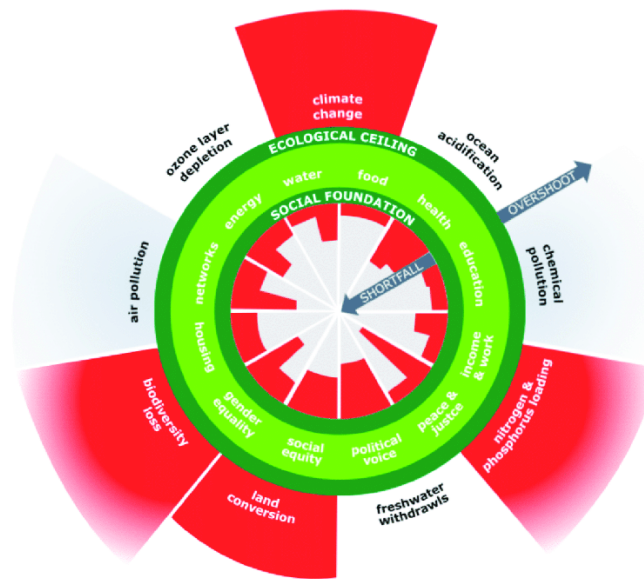 climate
change
ozone layer
depletion
ECOLOGICAL CEILING
ocean
acidification
OVERSHOOT
water
food
energy
health
SOCIAL FOUNDATION
networks
education
SHORTFALL
air pollution
chemical
pollution
housing
income
& work
gender
equality
peace &
justce
social
equity
political
voice
biodiversity
loss
nitrogen &
phosphorus loading
land
conversion
freshwater
withdrawls